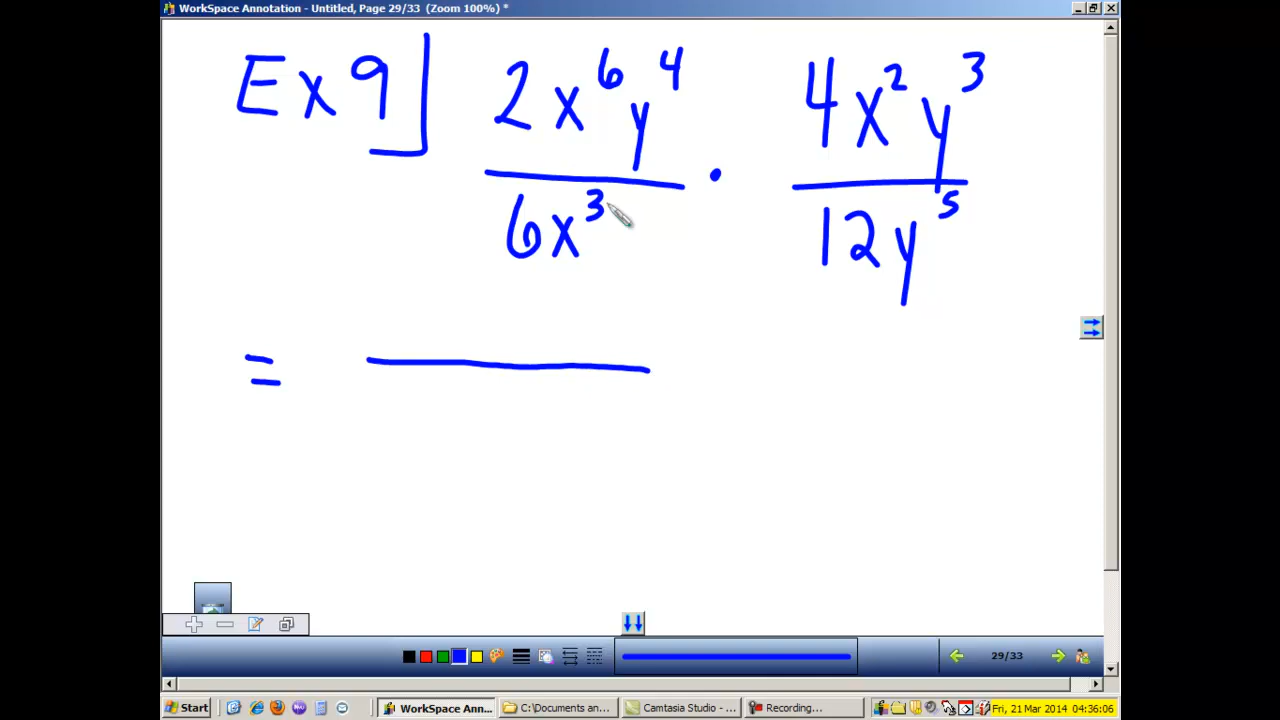 WorkSpace Annotation - Untitled, Page 29/33 (Zoom 100%) *
Ex 9] 2x⁶y⁴ · 4x²y³
6x³ 12y⁵
=
29/33
Start WorkSpace Ann... C:\Documents an... Camtasia Studio - ... Recording... Fri, 21 Mar 2014 04:36:06